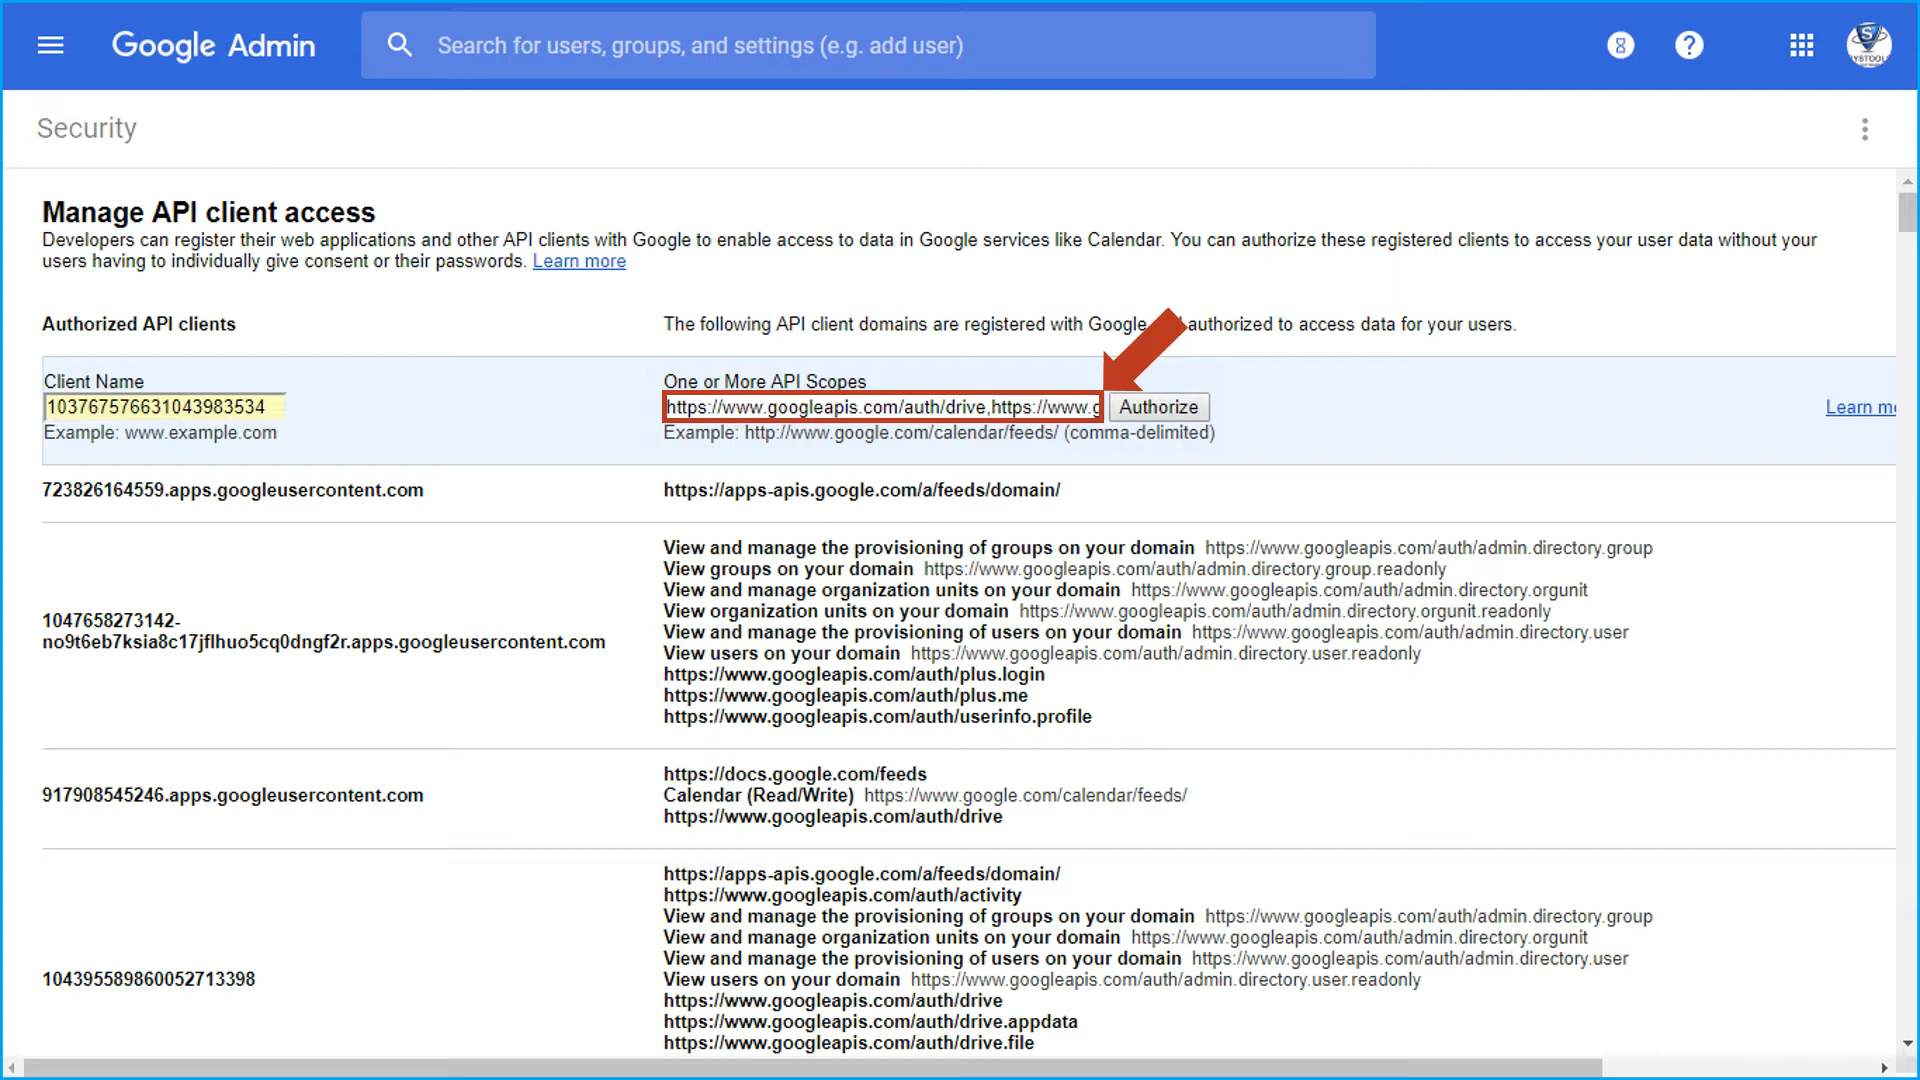 Google Admin
Search for users, groups, and settings (e.g. add user)
8
?
S
YSTOOL
Security
Manage API client access
Developers can register their web applications and other API clients with Google to enable access to data in Google services like Calendar. You can authorize these registered clients to access your user data without your
users having to individually give consent or their passwords. Learn more
Authorized API clients
The following API client domains are registered with Google authorized to access data for your users.
Client Name
One or More API Scopes
103767576631043983534
https://www.googleapis.com/auth/drive,https://www.g
Authorize
Learn mo
Example: www.example.com
Example: http://www.google.com/calendar/feeds/ (comma-delimited)
723826164559.apps.googleusercontent.com
https://apps-apis.google.com/a/feeds/domain/
1047658273142-
no9t6eb7ksia8c17jflhuo5cq0dngf2r.apps.googleusercontent.com
View and manage the provisioning of groups on your domain https://www.googleapis.com/auth/admin.directory.group
View groups on your domain https://www.googleapis.com/auth/admin.directory.group.readonly
View and manage organization units on your domain https://www.googleapis.com/auth/admin.directory.orgunit
View organization units on your domain https://www.googleapis.com/auth/admin.directory.orgunit.readonly
View and manage the provisioning of users on your domain https://www.googleapis.com/auth/admin.directory.user
View users on your domain https://www.googleapis.com/auth/admin.directory.user.readonly
https://www.googleapis.com/auth/plus.login
https://www.googleapis.com/auth/plus.me
https://www.googleapis.com/auth/userinfo.profile
917908545246.apps.googleusercontent.com
https://docs.google.com/feeds
Calendar (Read/Write) https://www.google.com/calendar/feeds/
https://www.googleapis.com/auth/drive
104395589860052713398
https://apps-apis.google.com/a/feeds/domain/
https://www.googleapis.com/auth/activity
View and manage the provisioning of groups on your domain https://www.googleapis.com/auth/admin.directory.group
View and manage organization units on your domain https://www.googleapis.com/auth/admin.directory.orgunit
View and manage the provisioning of users on your domain https://www.googleapis.com/auth/admin.directory.user
View users on your domain https://www.googleapis.com/auth/admin.directory.user.readonly
https://www.googleapis.com/auth/drive
https://www.googleapis.com/auth/drive.appdata
https://www.googleapis.com/auth/drive.file